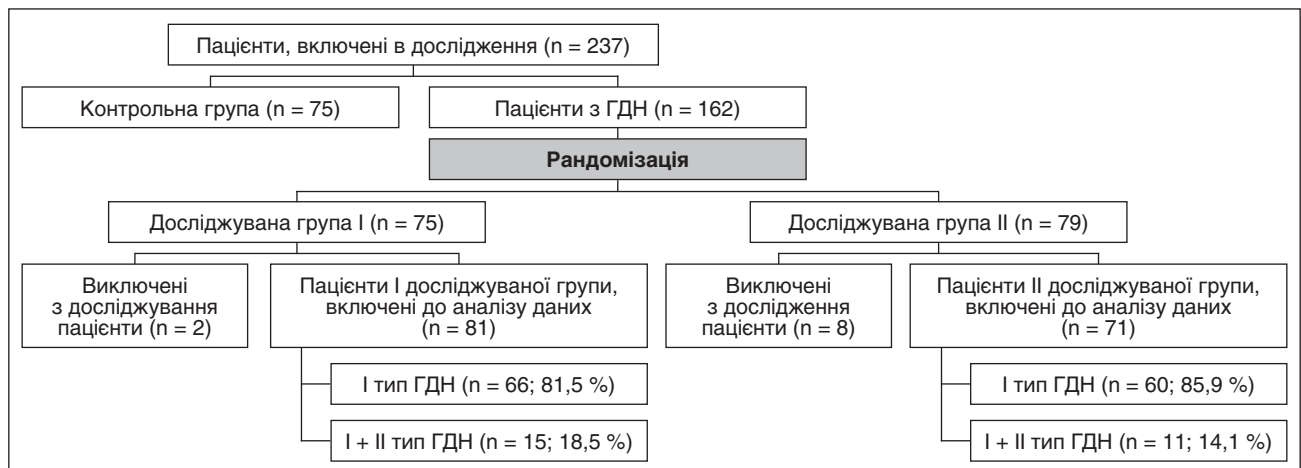 Пацієнти, включені в дослідження (n = 237)
Контрольна група (n = 75)
Пацієнти з ГДН (n = 162)
Рандомізація
Досліджувана група I (n = 75)
Досліджувана група II (n = 79)
Виключені
з досліджування
пацієнти (n = 2)
Пацієнти I досліджуваної групи,
включені до аналізу даних
(n = 81)
Виключені
з дослідження
пацієнти (n = 8)
Пацієнти II досліджуваної групи,
включені до аналізу даних
(n = 71)
I тип ГДН (n = 66; 81,5 %)
I + II тип ГДН (n = 15; 18,5 %)
I тип ГДН (n = 60; 85,9 %)
I + II тип ГДН (n = 11; 14,1 %)